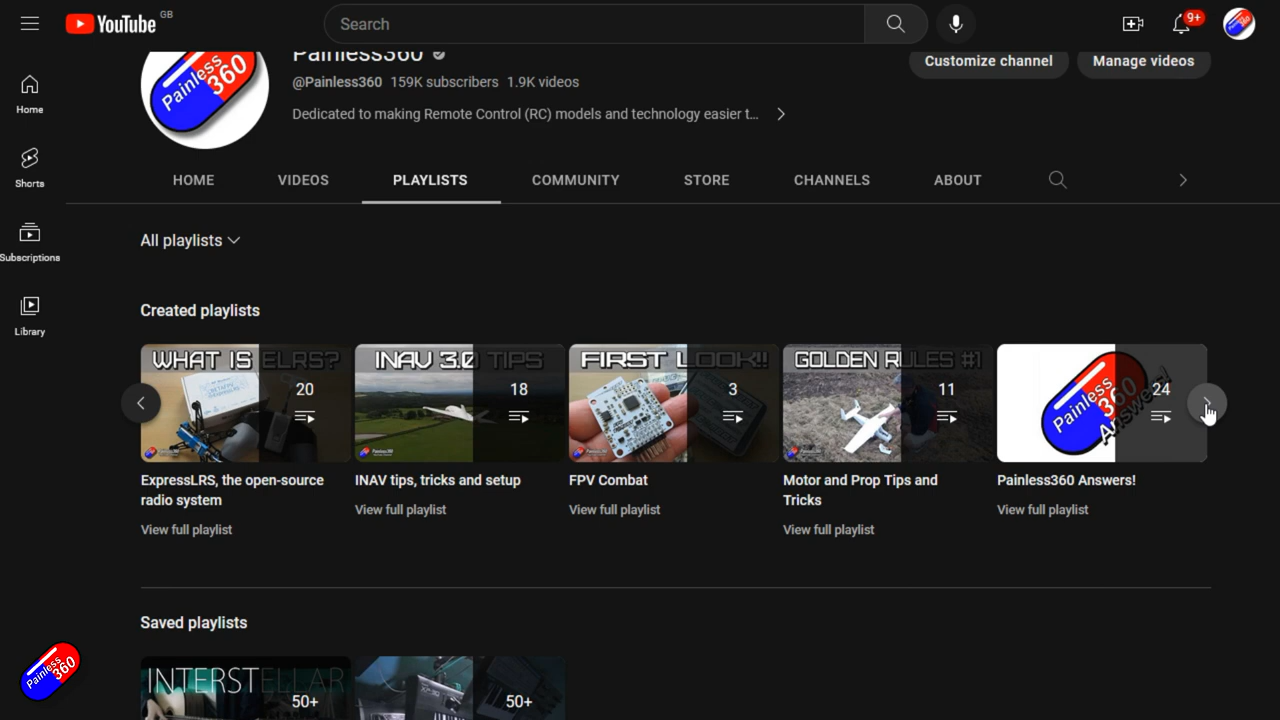 YouTube GB
Search
9+
Home
Shorts
Subscriptions
Library
Painless360
Painless 360
@Painless360 159K subscribers 1.9K videos
Dedicated to making Remote Control (RC) models and technology easier t...
Customize channel
Manage videos
HOME
VIDEOS
PLAYLISTS
COMMUNITY
STORE
CHANNELS
ABOUT
All playlists
Created playlists
WHAT IS ELRS?
20
ExpressLRS, the open-source
radio system
View full playlist
INAV 3.0 TIPS
18
INAV tips, tricks and setup
View full playlist
FIRST LOOK!!
3
FPV Combat
View full playlist
GOLDEN RULES #1
11
Motor and Prop Tips and
Tricks
View full playlist
Painless 360
Answers!
24
Painless360 Answers!
View full playlist
Saved playlists
INTERSTELLAR
50+
50+
Painless 360